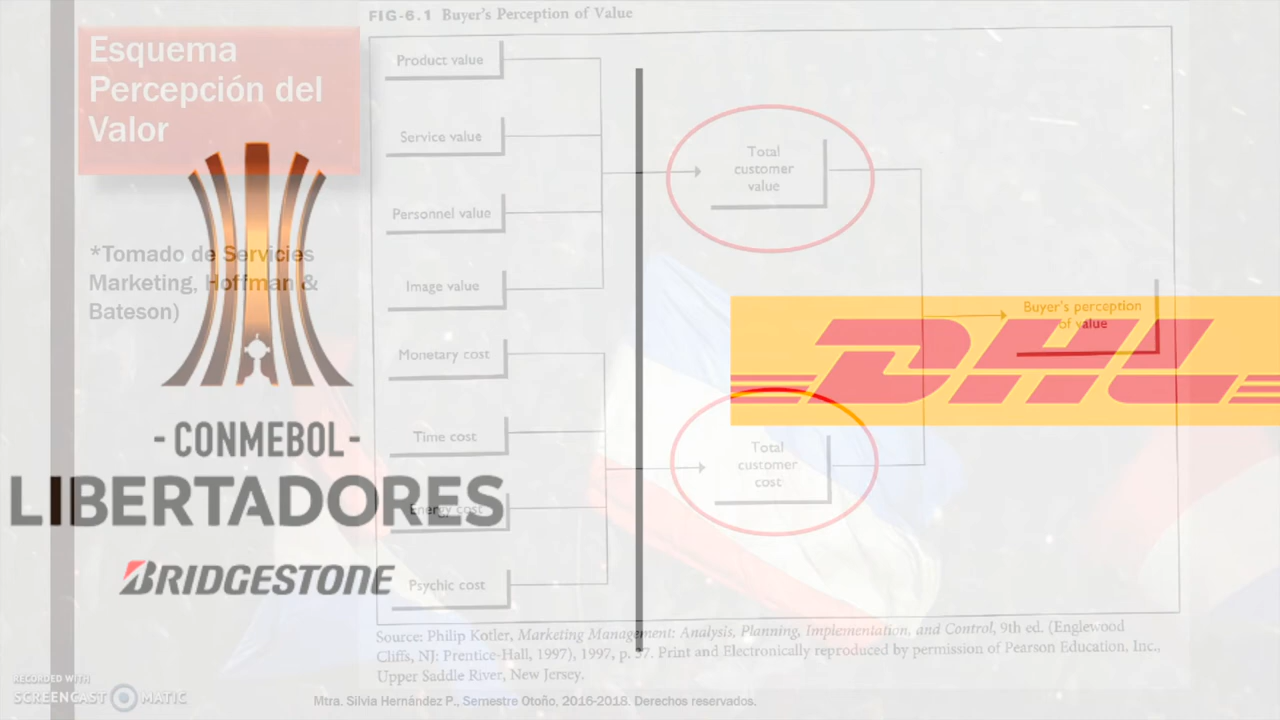 FIG-6.1 Buyer's Perception of Value
Esquema
Percepción del
Valor
*Tomado de Servicies
Marketing, Hoffman &
Bateson)
Product value
Service value
Personnel value
Image value
Monetary cost
Time cost
Energy cost
Psychic cost
Total
customer
value
Total
customer
cost
Buyer's perception
of value
DHL
- CONMEBOL -
LIBERTADORES
BRIDGESTONE
Source: Philip Kotler, Marketing Management: Analysis, Planning, Implementation, and Control, 9th ed. (Englewood
Cliffs, NJ: Prentice-Hall, 1997), 1997, p. 37. Print and Electronically reproduced by permission of Pearson Education, Inc.,
Upper Saddle River, New Jersey.
RECORDED WITH
SCREENCAST MATIC
Mtra. Silvia Hernández P., Semestre Otoño, 2016-2018. Derechos reservados.